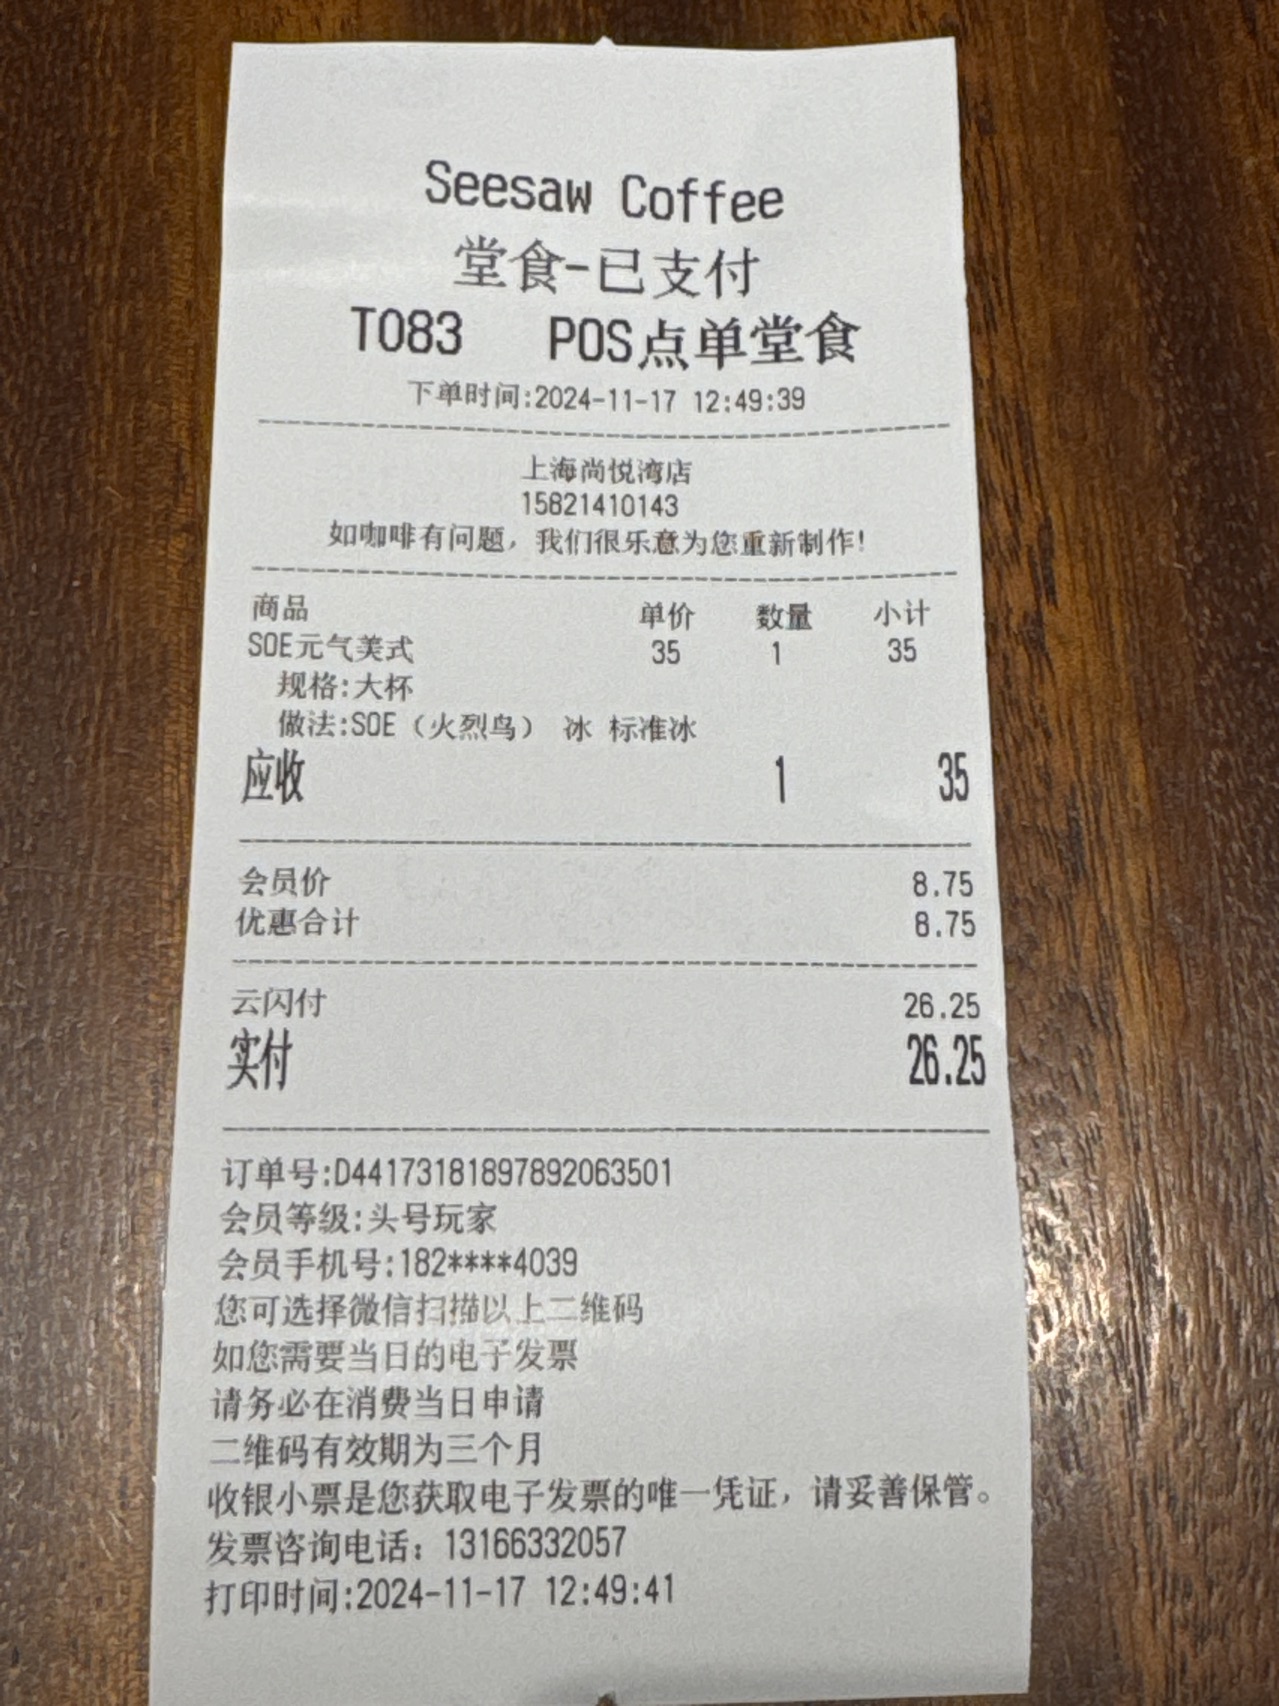 Seesaw Coffee
堂食-已支付
T083 POS点单堂食
下单时间:2024-11-17 12:49:39
上海尚悦湾店
15821410143
如咖啡有问题，我们很乐意为您重新制作!
商品 单价 数量 小计
SOE元气美式 35 1 35
规格:大杯
做法:SOE（火烈鸟） 冰 标准冰
应收 1 35
会员价 8.75
优惠合计 8.75
云闪付 26.25
实付 26.25
订单号:D44173181897892063501
会员等级:头号玩家
会员手机号:182****4039
您可选择微信扫描以上二维码
如您需要当日的电子发票
请务必在消费当日申请
二维码有效期为三个月
收银小票是您获取电子发票的唯一凭证，请妥善保管。
发票咨询电话：13166332057
打印时间:2024-11-17 12:49:41